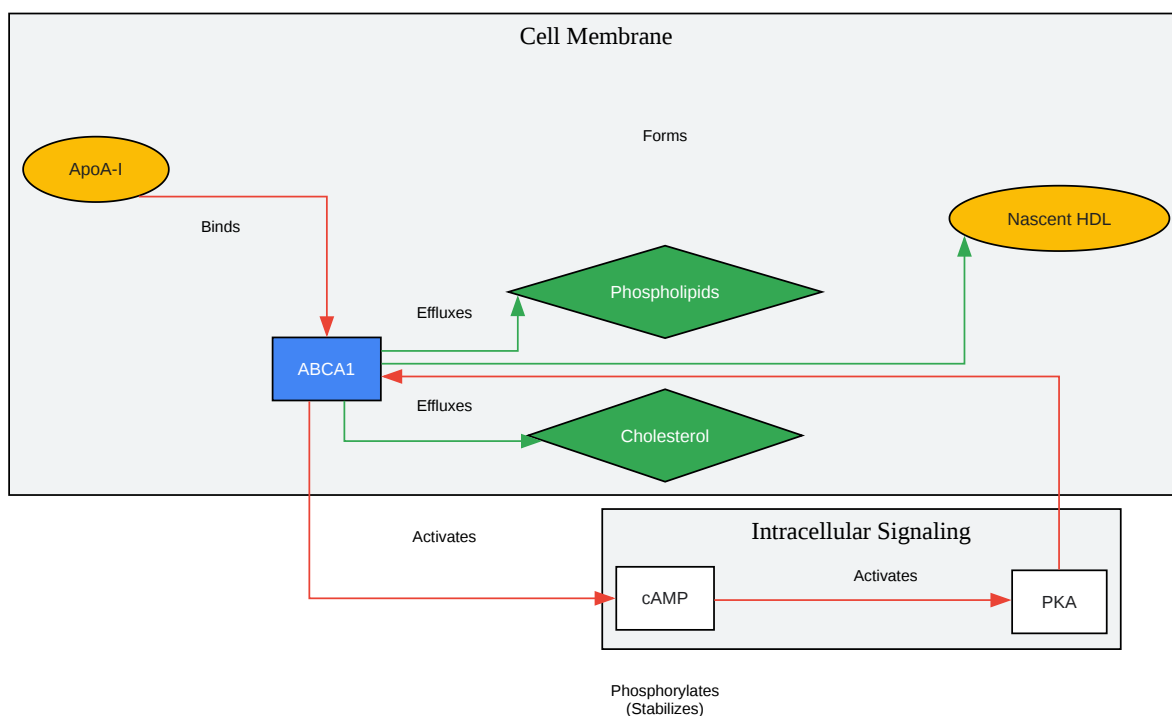 Cell Membrane
Forms
ApoA-I
Nascent HDL
Binds
Phospholipids
Effluxes
ABCA1
Effluxes
Cholesterol
Intracellular Signaling
Activates
Activates
cAMP
PKA
Phosphorylates
(Stabilizes)